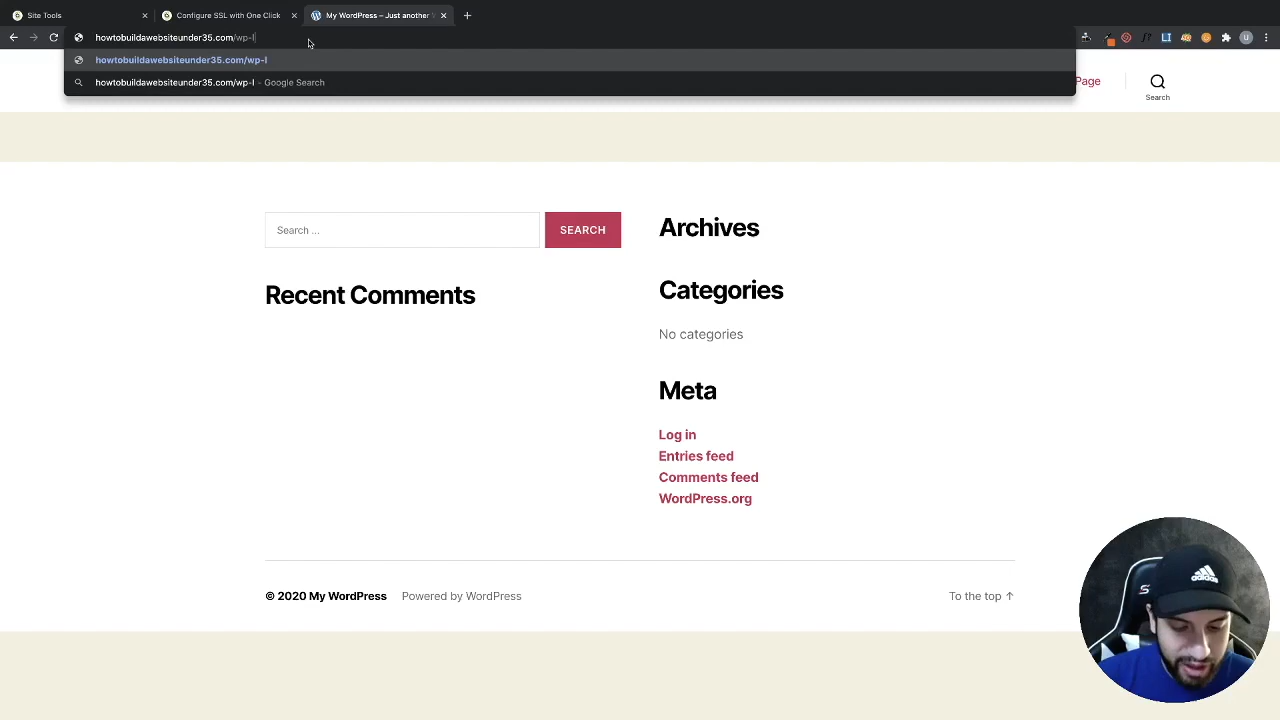 Site Tools
Configure SSL with One Click
My WordPress – Just another
howtobuildawebsiteunder35.com/wp-l
howtobuildawebsiteunder35.com/wp-l
howtobuildawebsiteunder35.com/wp-l - Google Search
Page
Search
Search ...
SEARCH
Recent Comments
Archives
Categories
No categories
Meta
Log in
Entries feed
Comments feed
WordPress.org
© 2020 My WordPress
Powered by WordPress
To the top ↑
adidas